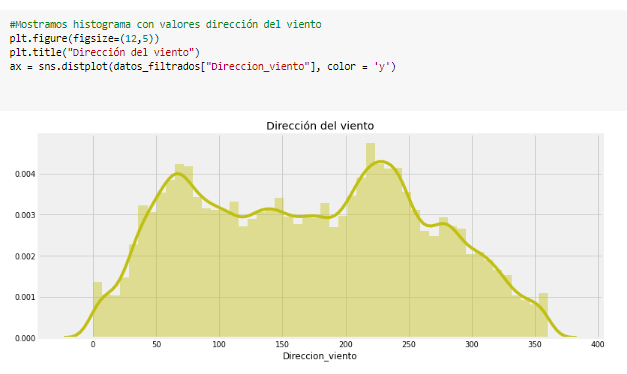 #Mostramos histograma con valores dirección del viento
plt.figure(figsize=(12,5))
plt.title("Dirección del viento")
ax = sns.distplot(datos_filtrados["Direccion_viento"], color = 'y')
Dirección del viento
0.004
0.003
0.002
0.001
0.000
0 50 100 150 200 250 300 350 400
Direccion_viento